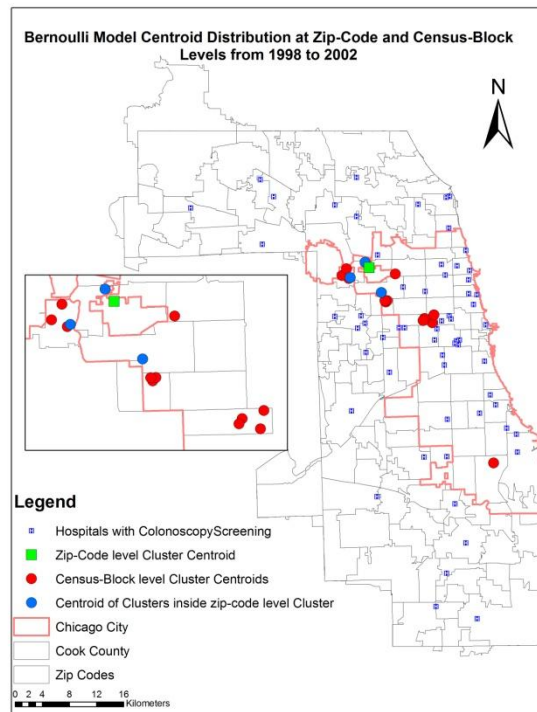 Bernoulli Model Centroid Distribution at Zip-Code and Census-Block
Levels from 1998 to 2002
N
Legend
Hospitals with ColonoscopyScreening
Zip-Code level Cluster Centroid
Census-Block level Cluster Centroids
Centroid of Clusters inside zip-code level Cluster
Chicago City
Cook County
Zip Codes
0 2 4 8 12 16
Kilometers